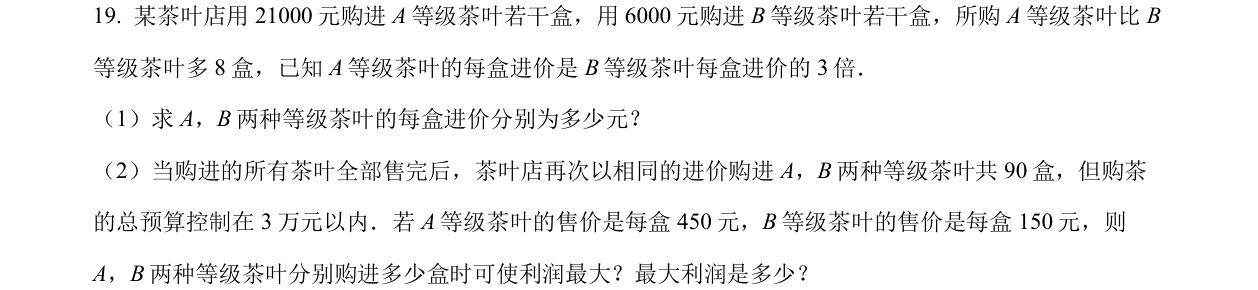 19. 某茶叶店用 21000 元购进 A 等级茶叶若干盒，用 6000 元购进 B 等级茶叶若干盒，所购 A 等级茶叶比 B
等级茶叶多 8 盒，已知 A 等级茶叶的每盒进价是 B 等级茶叶每盒进价的 3 倍．
（1）求 A，B 两种等级茶叶的每盒进价分别为多少元？
（2）当购进的所有茶叶全部售完后，茶叶店再次以相同的进价购进 A，B 两种等级茶叶共 90 盒，但购茶
的总预算控制在 3 万元以内．若 A 等级茶叶的售价是每盒 450 元，B 等级茶叶的售价是每盒 150 元，则
A，B 两种等级茶叶分别购进多少盒时可使利润最大？最大利润是多少？